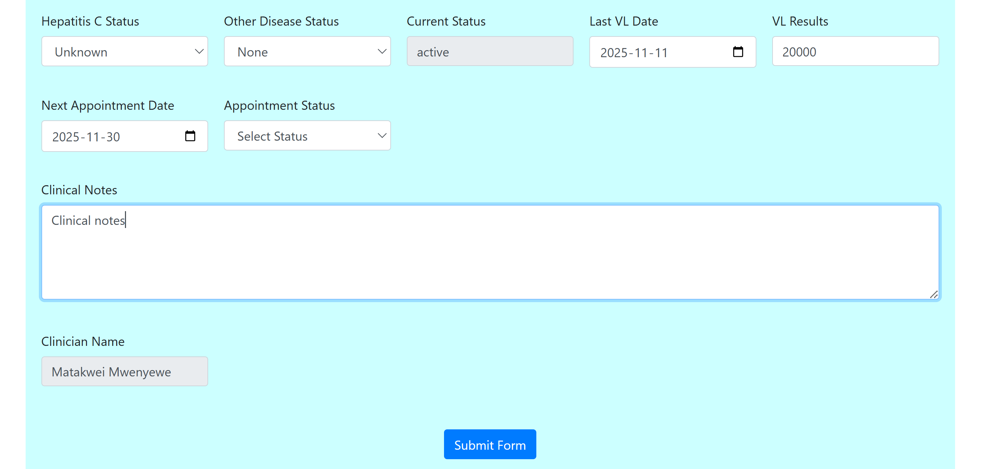 Hepatitis C Status Other Disease Status Current Status Last VL Date VL Results
Unknown None active 2025-11-11 20000
Next Appointment Date Appointment Status
2025-11-30 Select Status
Clinical Notes
Clinical notes
Clinician Name
Matakwei Mwenyewe
Submit Form